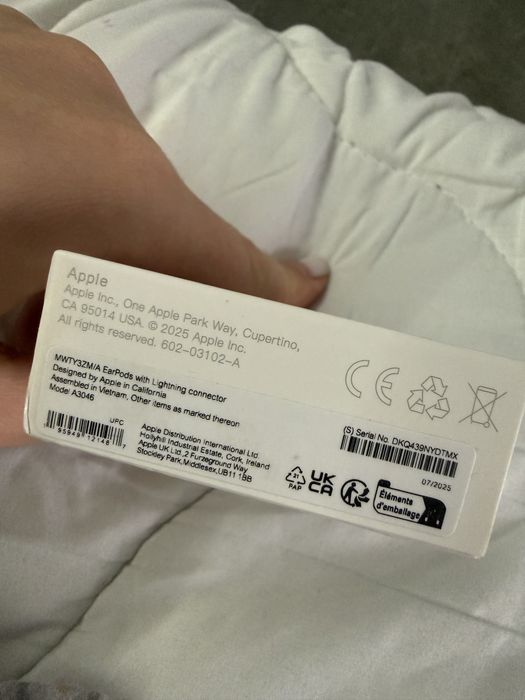 Apple
Apple Inc., One Apple Park Way, Cupertino,
CA 95014 USA. © 2025 Apple Inc.
All rights reserved. 602-03102-A
MWTY3ZM/A EarPods with Lightning connector
Designed by Apple in California
Assembled in Vietnam, Other items as marked thereon
Model A3046
UPC
Apple Distribution International Ltd
Hollyhill Industrial Estate, Cork, Ireland
Apple UK Ltd.,2 Furzeground Way
Stockley Park,Middlesex,UB11 1BB
CE
(S) Serial No. DKQ439NYDTMX
07/2025
21
PAP
UK
CA
Éléments
d'emballage